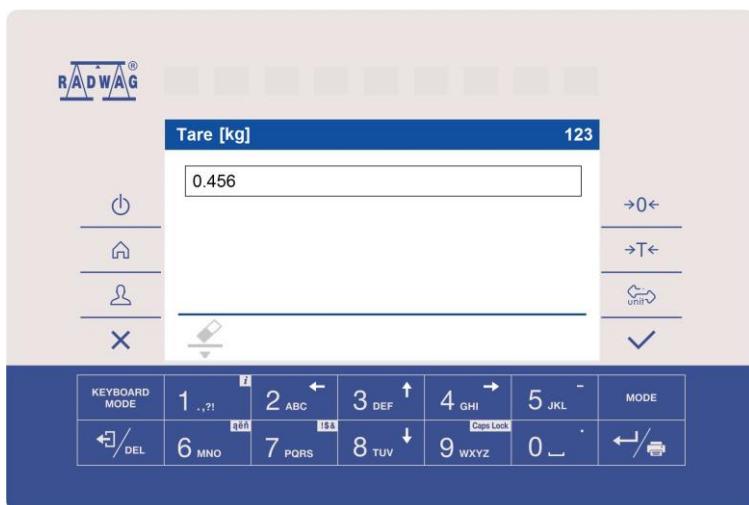 RADWAG®
Tare [kg] 123
0.456
→0←
→T←
unit
KEYBOARD MODE
1 .,?! i
2 ABC ←
3 DEF ↑
4 GHI →
5 JKL -
MODE
DEL
6 MNO ąëñ
7 PQRS !$&
8 TUV ↓
9 WXYZ Caps Lock
0 .